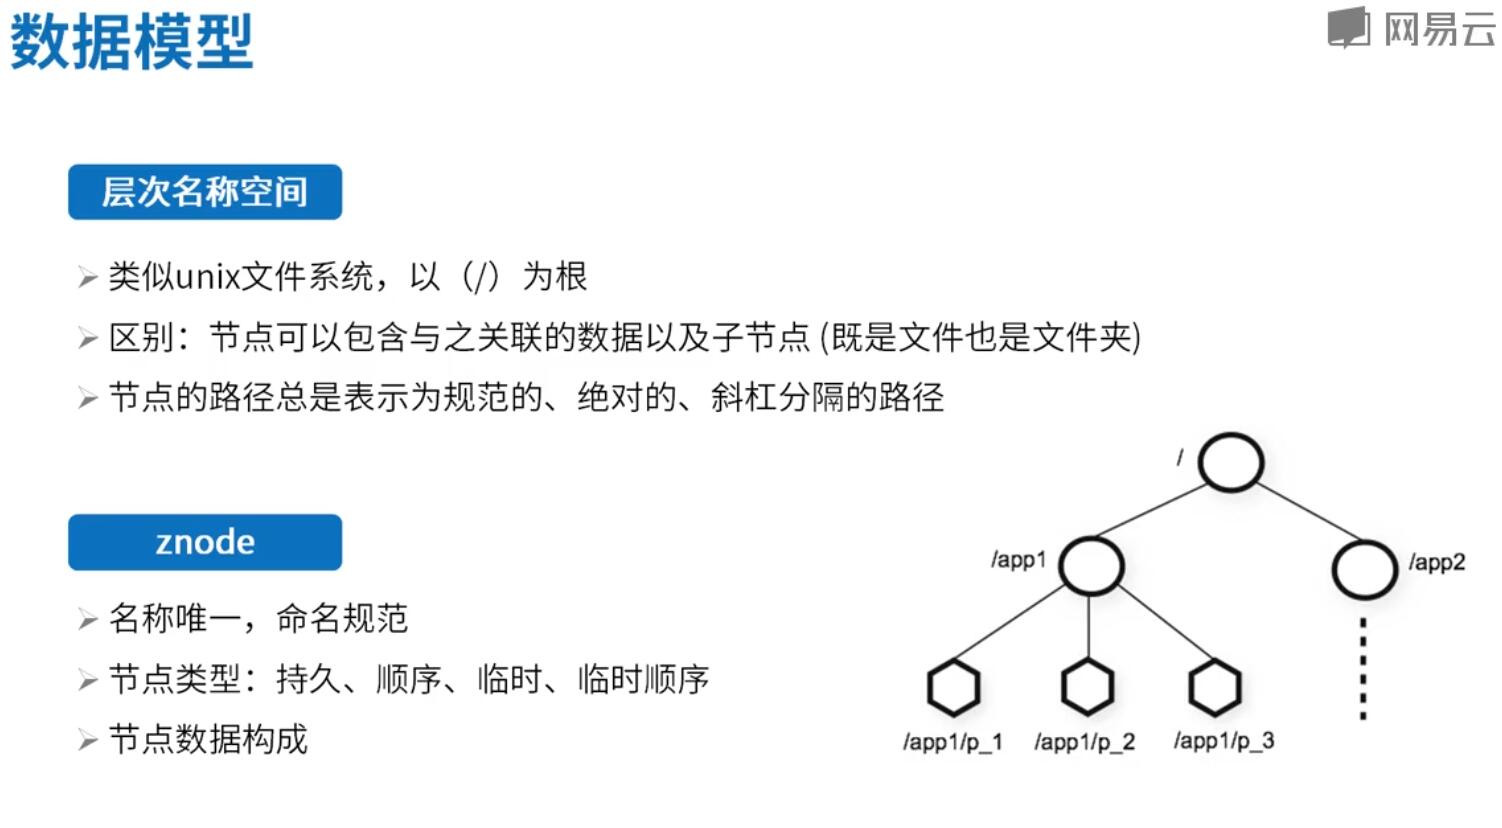 数据模型
网易云
层次名称空间
类似unix文件系统，以（/）为根
区别：节点可以包含与之关联的数据以及子节点 (既是文件也是文件夹)
节点的路径总是表示为规范的、绝对的、斜杠分隔的路径
/
znode
/app1
/app2
名称唯一，命名规范
节点类型：持久、顺序、临时、临时顺序
节点数据构成
/app1/p_1 /app1/p_2 /app1/p_3